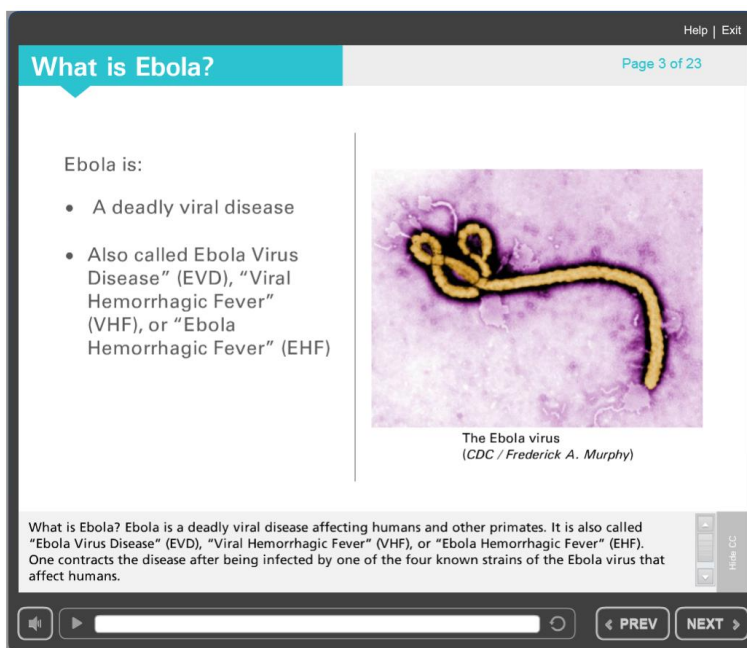 Help | Exit
What is Ebola?
Page 3 of 23
Ebola is:
• A deadly viral disease
• Also called Ebola Virus
Disease” (EVD), “Viral
Hemorrhagic Fever”
(VHF), or “Ebola
Hemorrhagic Fever” (EHF)
The Ebola virus
(CDC / Frederick A. Murphy)
What is Ebola? Ebola is a deadly viral disease affecting humans and other primates. It is also called
“Ebola Virus Disease” (EVD), “Viral Hemorrhagic Fever” (VHF), or “Ebola Hemorrhagic Fever” (EHF).
One contracts the disease after being infected by one of the four known strains of the Ebola virus that
affect humans.
Hide CC
PREV
NEXT